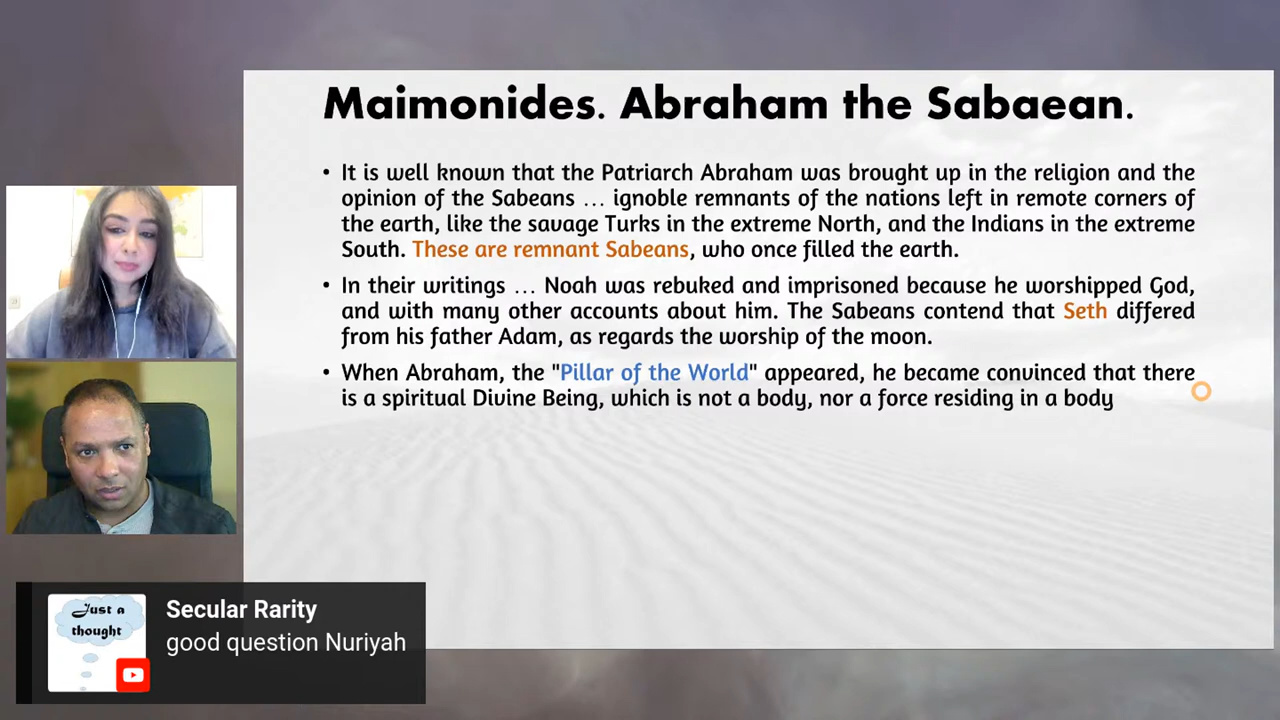 Maimonides. Abraham the Sabaean.
• It is well known that the Patriarch Abraham was brought up in the religion and the
opinion of the Sabeans … ignoble remnants of the nations left in remote corners of
the earth, like the savage Turks in the extreme North, and the Indians in the extreme
South. These are remnant Sabeans, who once filled the earth.
• In their writings … Noah was rebuked and imprisoned because he worshipped God,
and with many other accounts about him. The Sabeans contend that Seth differed
from his father Adam, as regards the worship of the moon.
• When Abraham, the "Pillar of the World" appeared, he became convinced that there
is a spiritual Divine Being, which is not a body, nor a force residing in a body
Just a
thought
Secular Rarity
good question Nuriyah